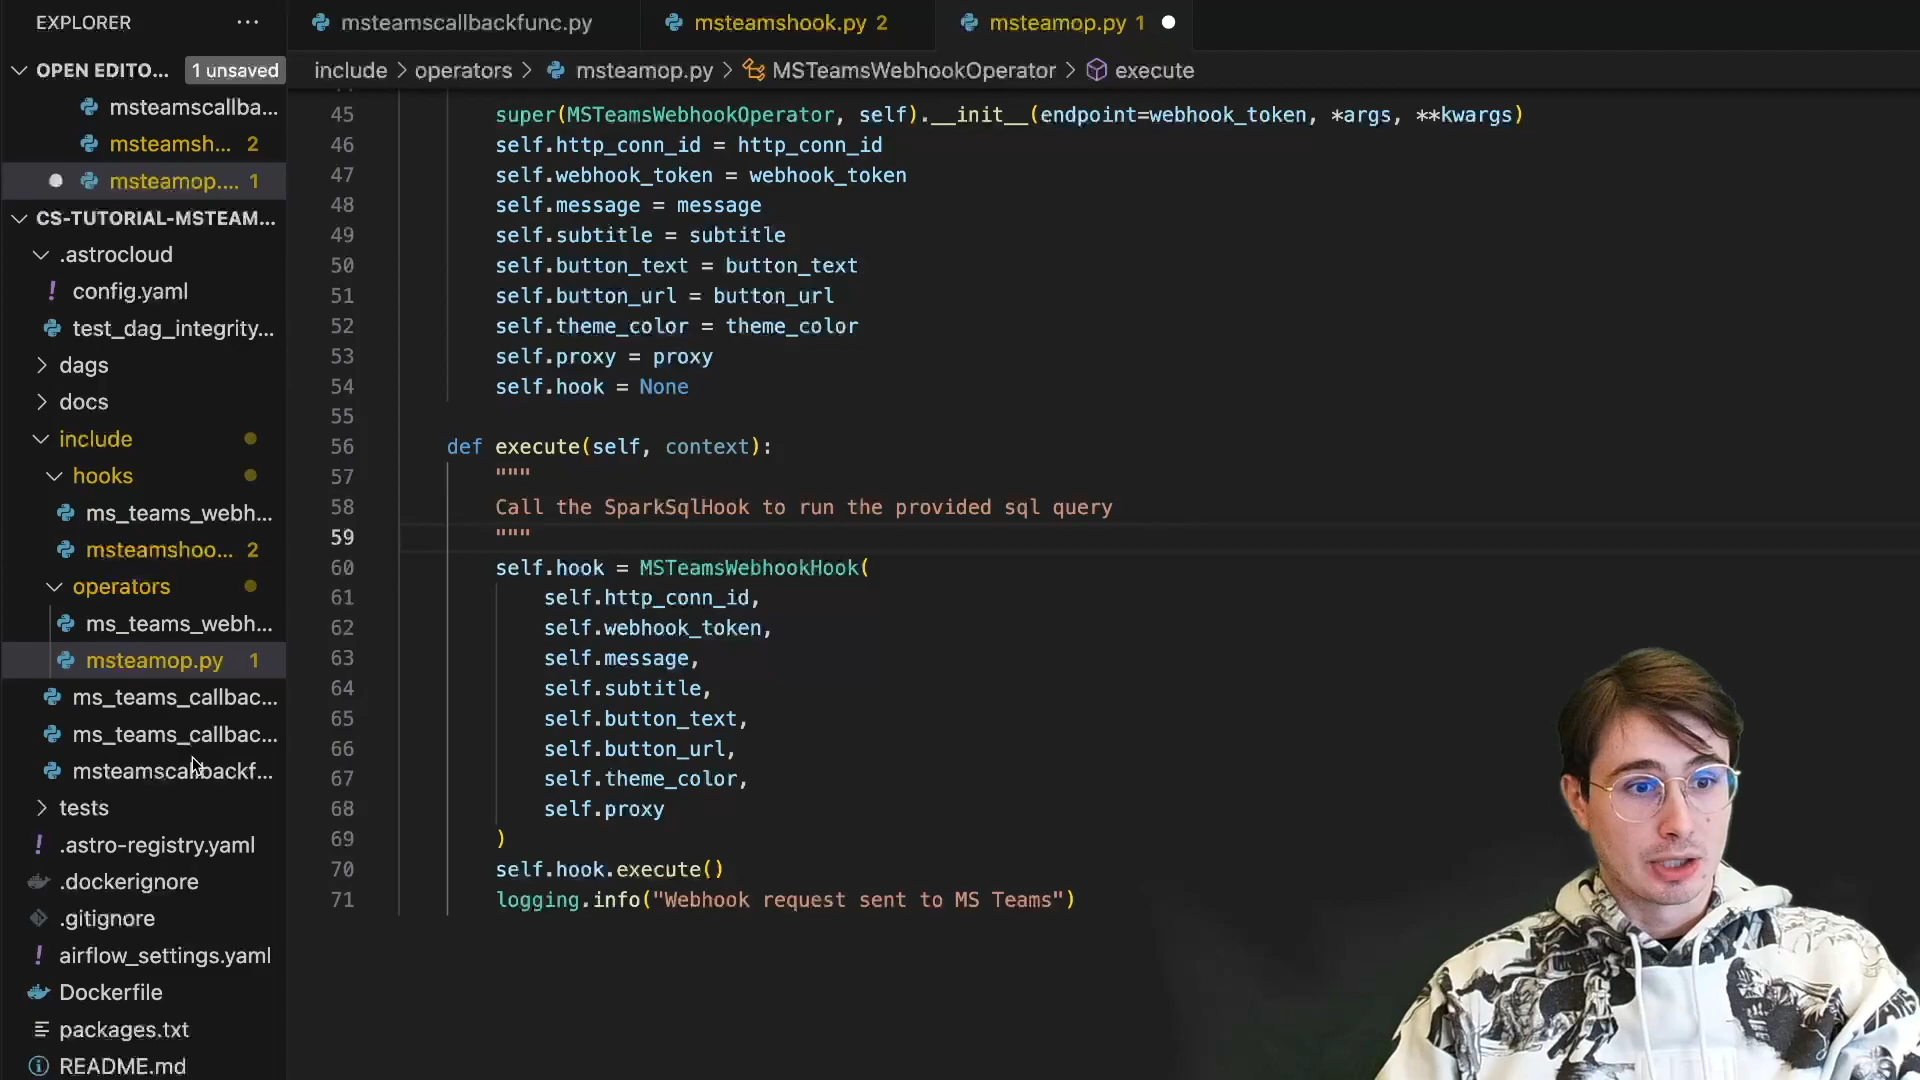 EXPLORER ...
msteamscallbackfunc.py
msteamshook.py 2
msteamop.py 1
OPEN EDITO... 1 unsaved
include > operators > msteamop.py > MSTeamsWebhookOperator > execute
msteamscallba...
msteamsh... 2
msteamop.... 1
CS-TUTORIAL-MSTEAM...
.astrocloud
! config.yaml
test_dag_integrity...
dags
docs
include
hooks
ms_teams_webh...
msteamshoo... 2
operators
ms_teams_webh...
msteamop.py 1
ms_teams_callbac...
ms_teams_callbac...
msteamscallbackf...
tests
! .astro-registry.yaml
.dockerignore
.gitignore
! airflow_settings.yaml
Dockerfile
packages.txt
README.md
45 super(MSTeamsWebhookOperator, self).__init__(endpoint=webhook_token, *args, **kwargs)
46 self.http_conn_id = http_conn_id
47 self.webhook_token = webhook_token
48 self.message = message
49 self.subtitle = subtitle
50 self.button_text = button_text
51 self.button_url = button_url
52 self.theme_color = theme_color
53 self.proxy = proxy
54 self.hook = None
55
56 def execute(self, context):
57 """
58 Call the SparkSqlHook to run the provided sql query
59 """
60 self.hook = MSTeamsWebhookHook(
61 self.http_conn_id,
62 self.webhook_token,
63 self.message,
64 self.subtitle,
65 self.button_text,
66 self.button_url,
67 self.theme_color,
68 self.proxy
69 )
70 self.hook.execute()
71 logging.info("Webhook request sent to MS Teams")